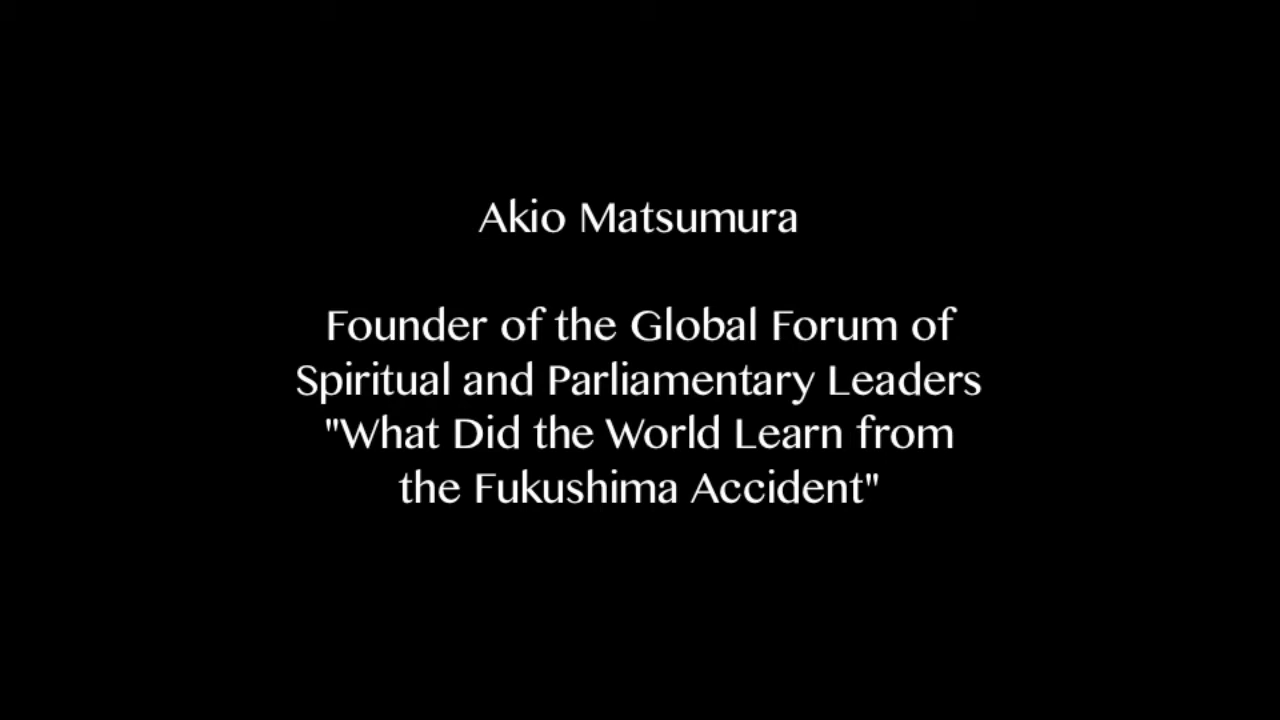 Akio Matsumura
Founder of the Global Forum of
Spiritual and Parliamentary Leaders
"What Did the World Learn from
the Fukushima Accident"